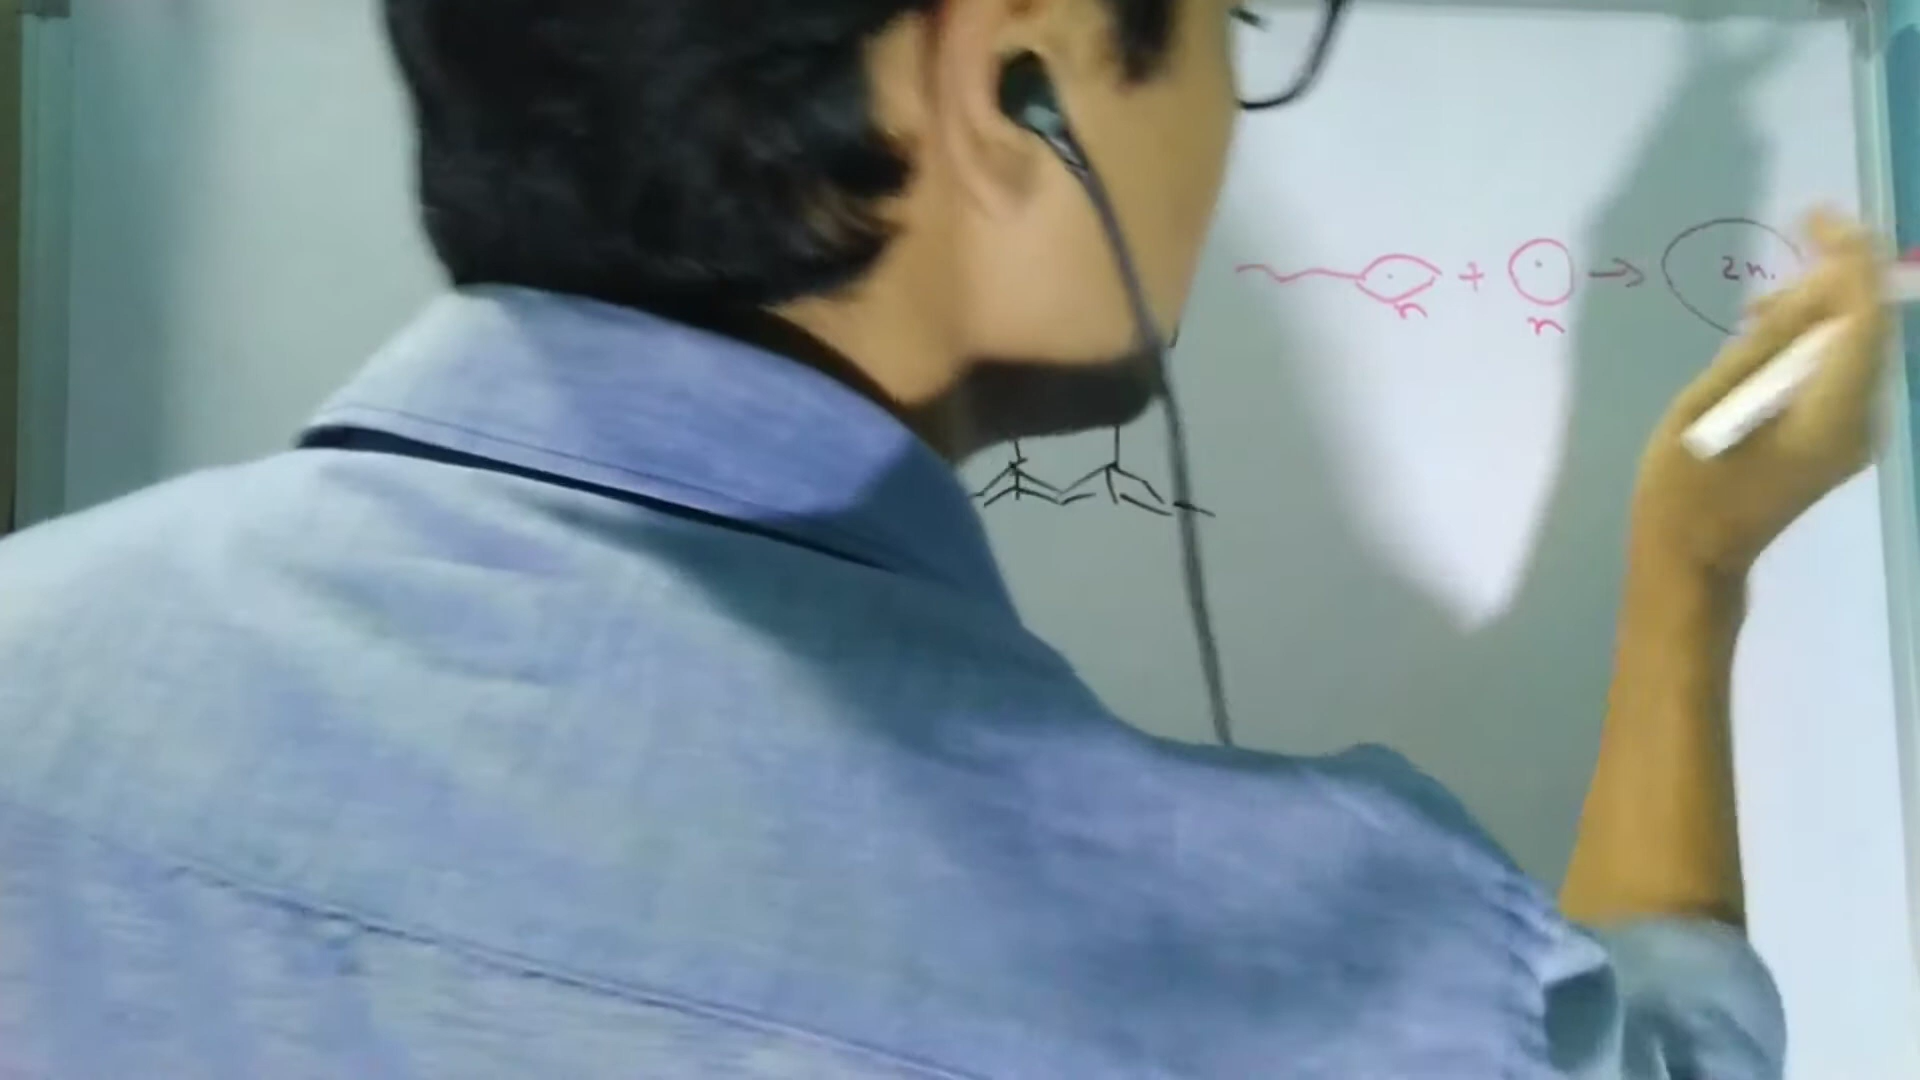 + → 2n.
n n